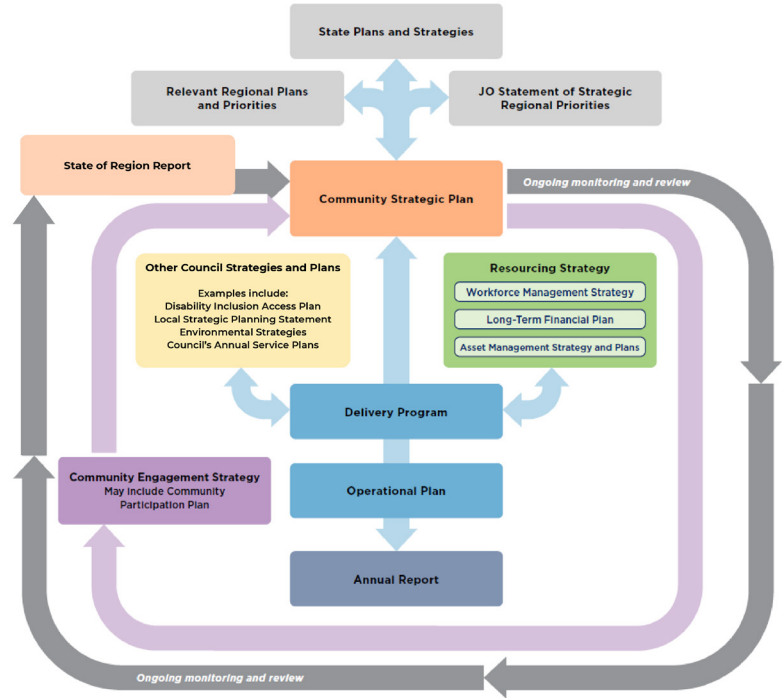 State Plans and Strategies
Relevant Regional Plans
and Priorities
JO Statement of Strategic
Regional Priorities
State of Region Report
Community Strategic Plan
Ongoing monitoring and review
Other Council Strategies and Plans
Examples include:
Disability Inclusion Access Plan
Local Strategic Planning Statement
Environmental Strategies
Council's Annual Service Plans
Resourcing Strategy
Workforce Management Strategy
Long-Term Financial Plan
Asset Management Strategy and Plans
Delivery Program
Community Engagement Strategy
May include Community
Participation Plan
Operational Plan
Annual Report
Ongoing monitoring and review